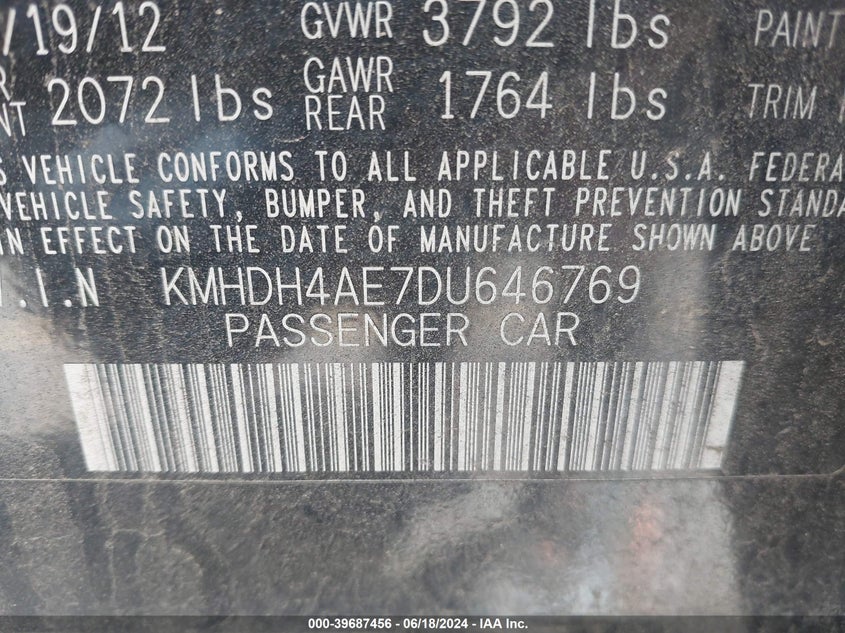 /19/12 GVWR 3792 lbs PAINT
2072 lbs GAWR REAR 1764 lbs TRIM
VEHICLE CONFORMS TO ALL APPLICABLE U.S.A. FEDERA
VEHICLE SAFETY, BUMPER, AND THEFT PREVENTION STANDA
IN EFFECT ON THE DATE OF MANUFACTURE SHOWN ABOVE
.I.N KMHDH4AE7DU646769
PASSENGER CAR
000-39687456 - 06/18/2024 - IAA Inc.